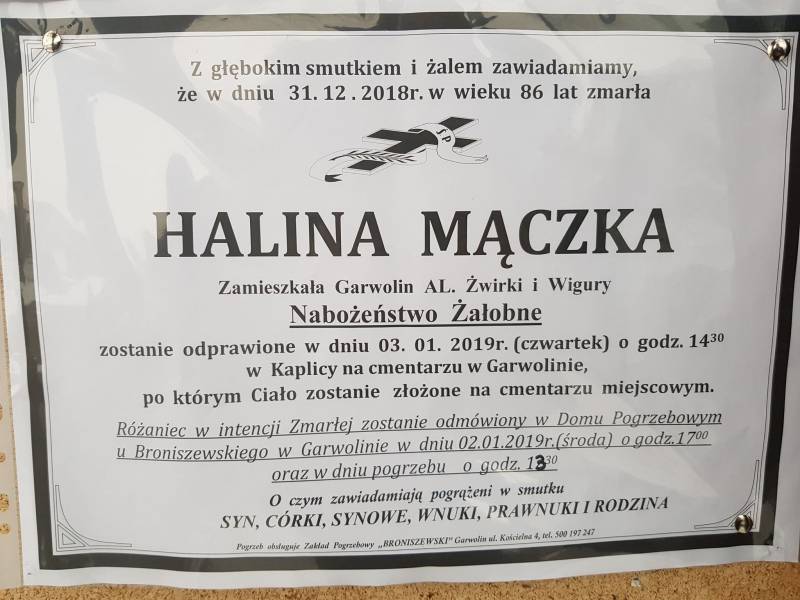 Z głębokim smutkiem i żalem zawiadamiamy,
że w dniu 31. 12 . 2018r. w wieku 86 lat zmarła
ŚP
HALINA MĄCZKA
Zamieszkała Garwolin AL. Żwirki i Wigury
Nabożeństwo Żałobne
zostanie odprawione w dniu 03. 01. 2019r. (czwartek) o godz. 14³⁰
w Kaplicy na cmentarzu w Garwolinie,
po którym Ciało zostanie złożone na cmentarzu miejscowym.
Różaniec w intencji Zmarłej zostanie odmówiony w Domu Pogrzebowym
u Broniszewskiego w Garwolinie w dniu 02.01.2019r.(środa) o godz.17⁰⁰
oraz w dniu pogrzebu o godz. 13³⁰
O czym zawiadamiają pogrążeni w smutku
SYN, CÓRKI, SYNOWE, WNUKI, PRAWNUKI I RODZINA
Pogrzeb obsługuje Zakład Pogrzebowy „BRONISZEWSKI" Garwolin ul. Kościelna 4, tel. 500 197 247